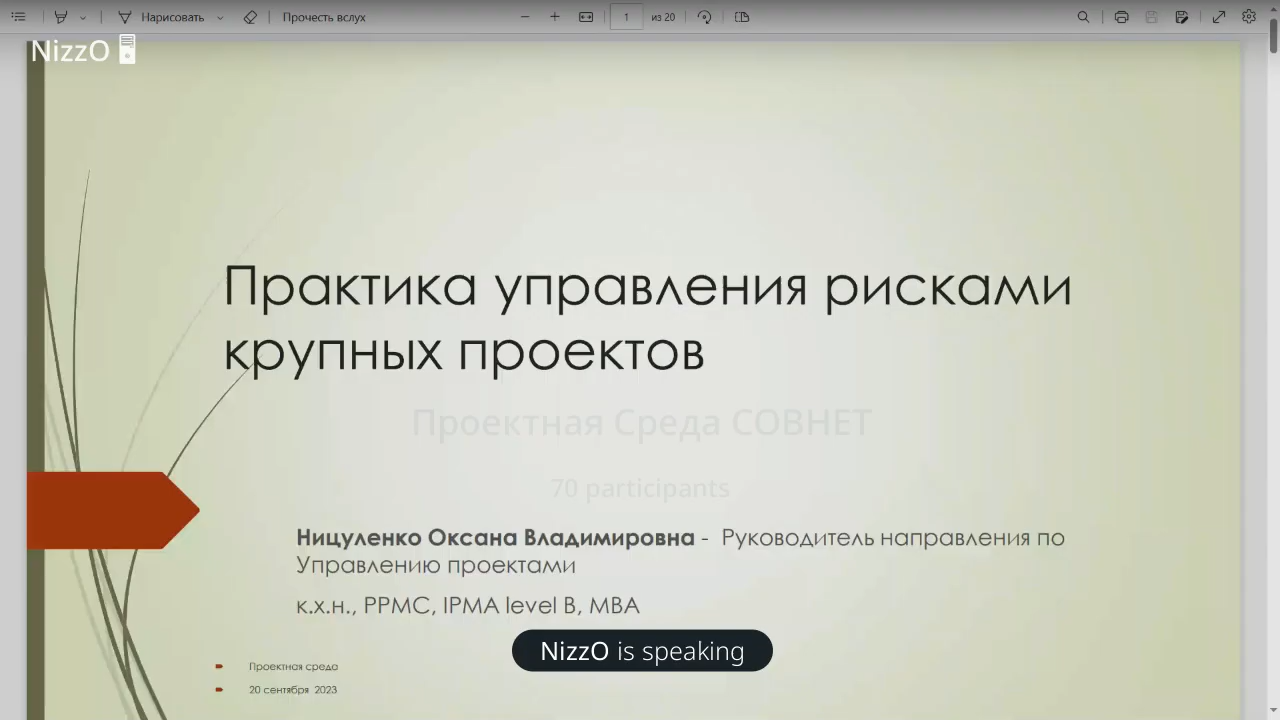 Нарисовать
Прочесть вслух
1
из 20
NizzO
Практика управления рисками
крупных проектов
Проектная Среда СОВНЕТ
70 participants
Ницуленко Оксана Владимировна - Руководитель направления по
Управлению проектами
к.х.н., PPMC, IPMA level B, MBA
NizzO is speaking
Проектная среда
20 сентября 2023